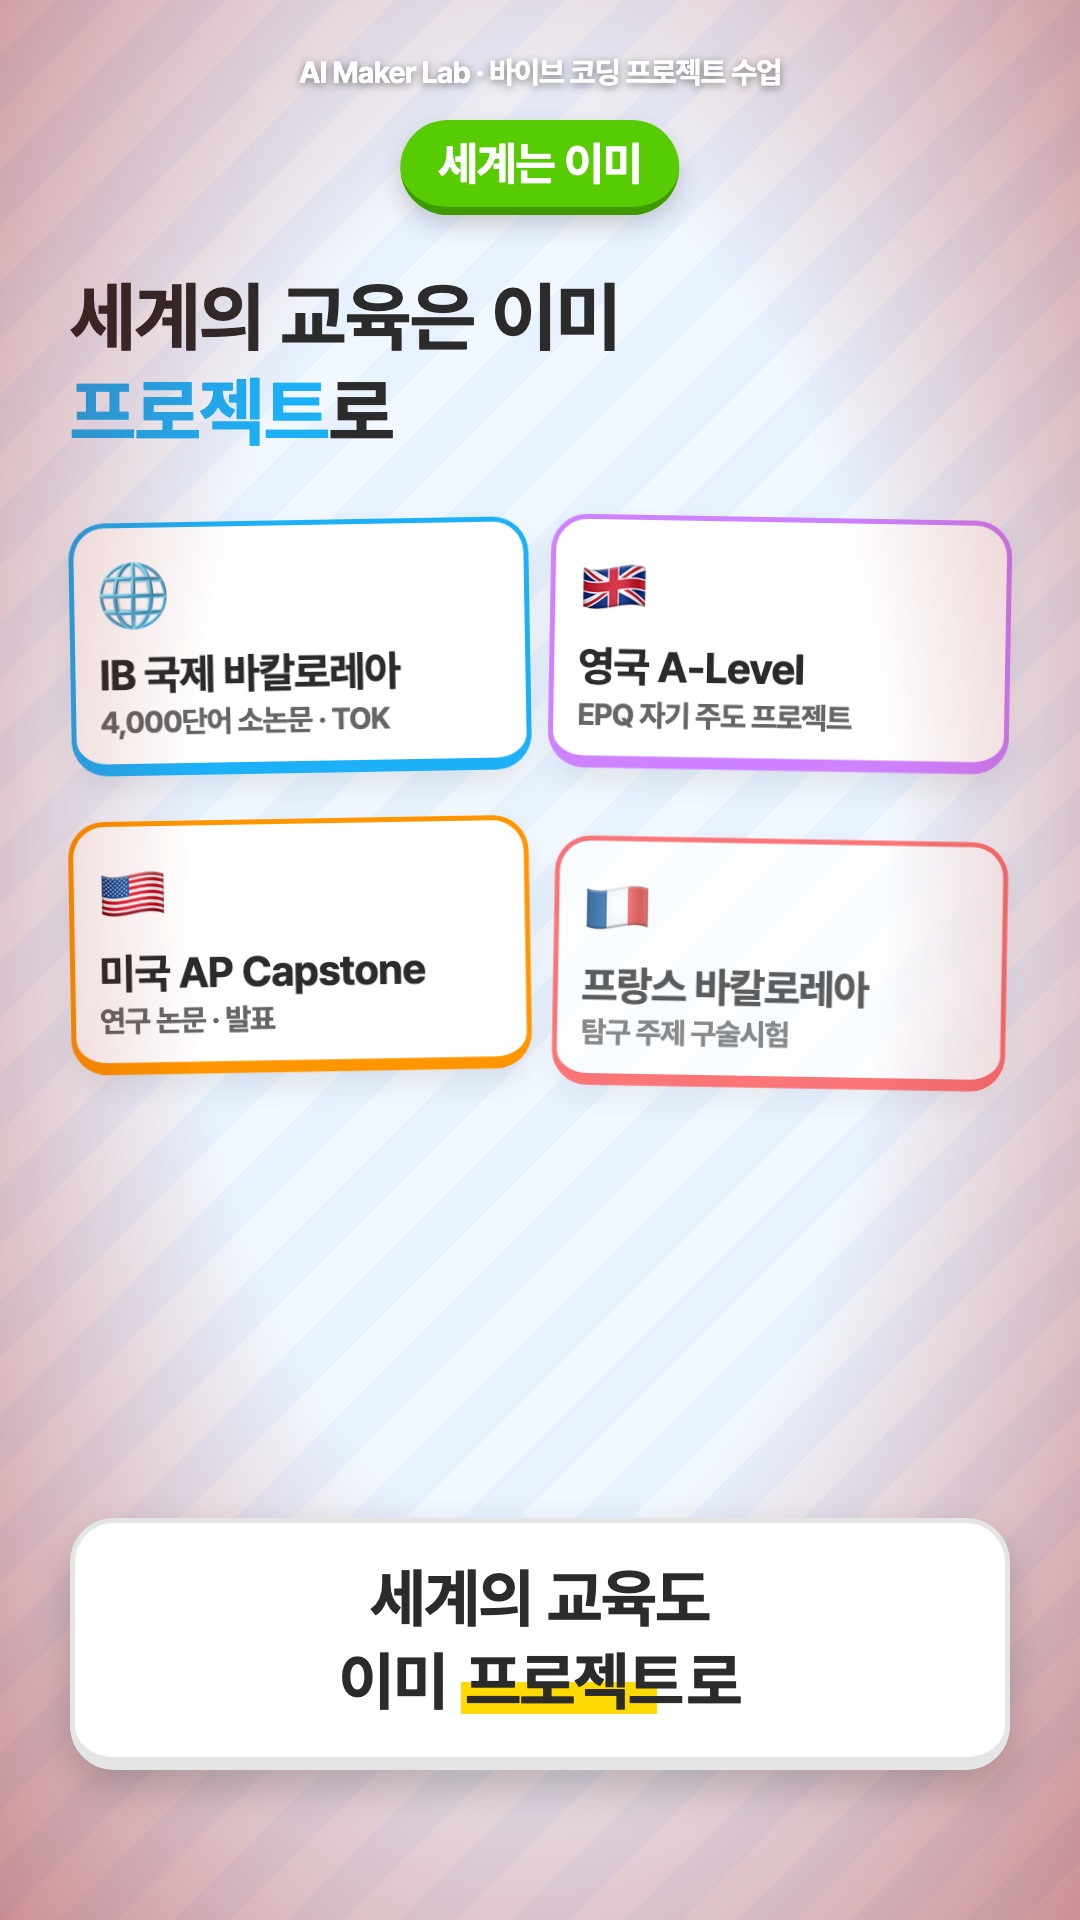 AI Maker Lab · 바이브 코딩 프로젝트 수업
세계는 이미
세계의 교육은 이미
프로젝트로
IB 국제 바칼로레아
4,000단어 소논문 · TOK
영국 A-Level
EPQ 자기 주도 프로젝트
미국 AP Capstone
연구 논문 · 발표
프랑스 바칼로레아
탐구 주제 구술시험
세계의 교육도
이미 프로젝트로